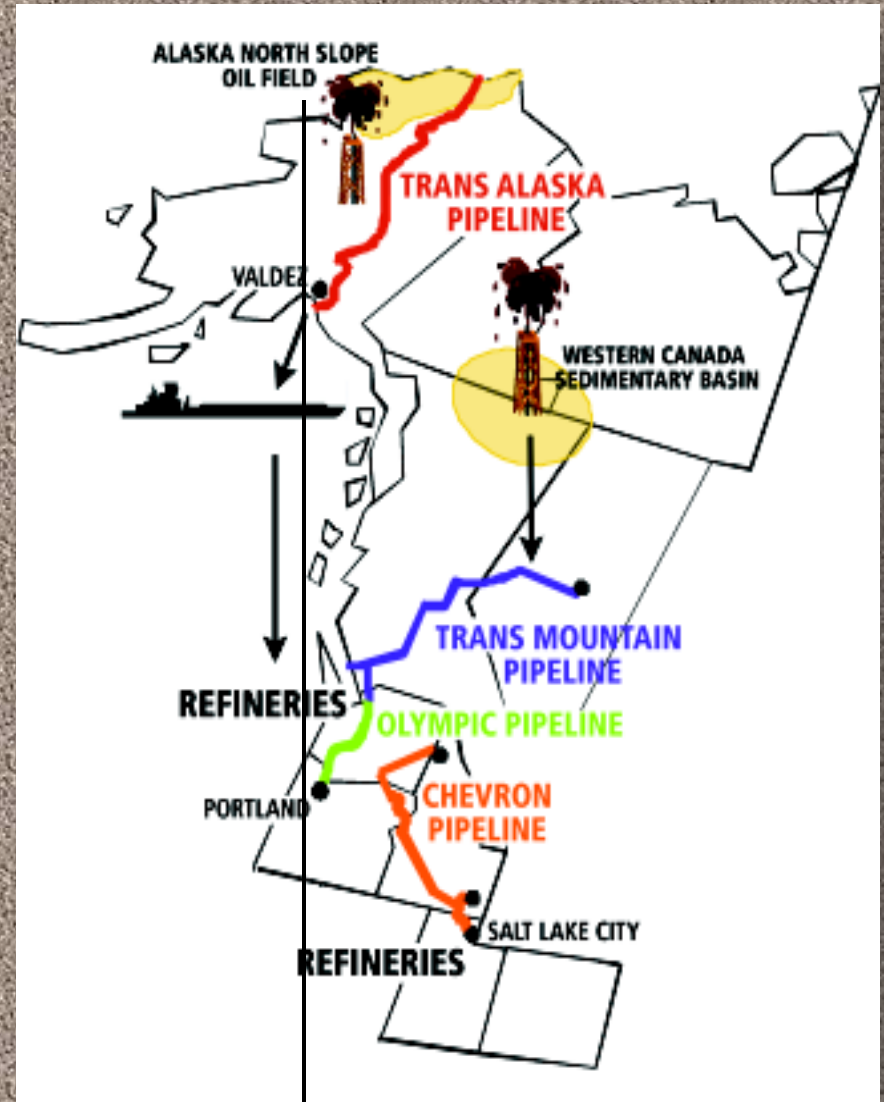 ALASKA NORTH SLOPE
OIL FIELD
TRANS ALASKA
PIPELINE
VALDEZ
WESTERN CANADA
SEDIMENTARY BASIN
TRANS MOUNTAIN
PIPELINE
REFINERIES
OLYMPIC PIPELINE
CHEVRON
PIPELINE
PORTLAND
SALT LAKE CITY
REFINERIES